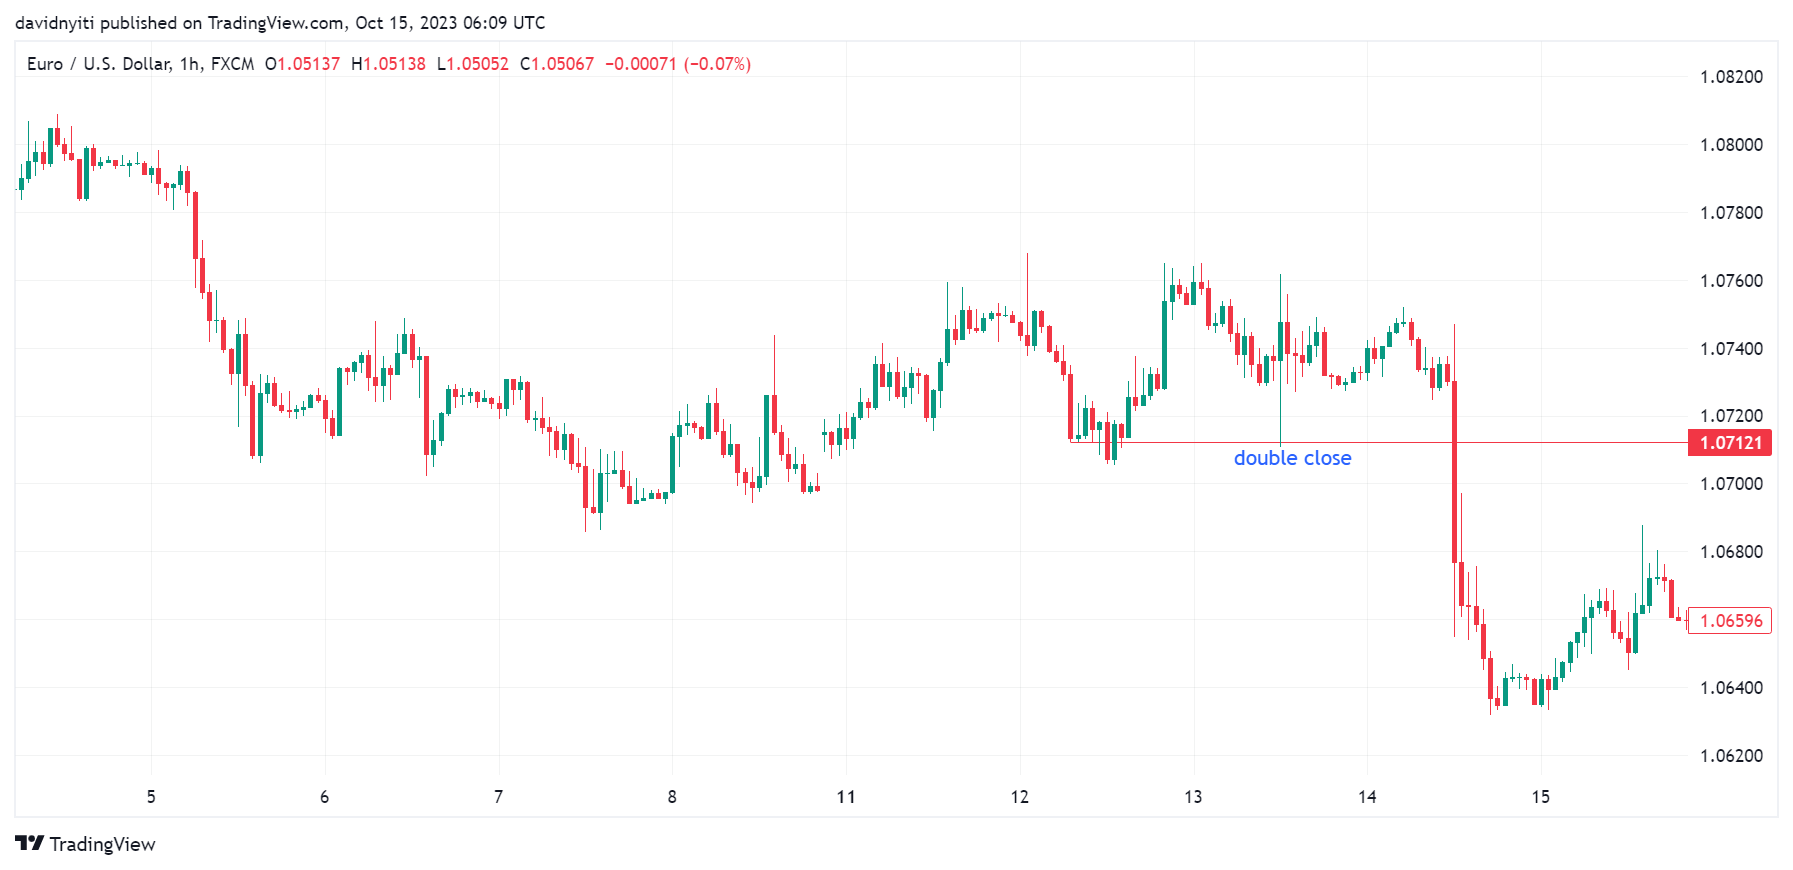 davidnyiti published on TradingView.com, Oct 15, 2023 06:09 UTC
Euro / U.S. Dollar, 1h, FXCM O1.05137 H1.05138 L1.05052 C1.05067 −0.00071 (−0.07%)
1.08200
1.08000
1.07800
1.07600
1.07400
1.07200
1.07121
double close
1.07000
1.06800
1.06596
1.06400
1.06200
5 6 7 8 11 12 13 14 15
TradingView